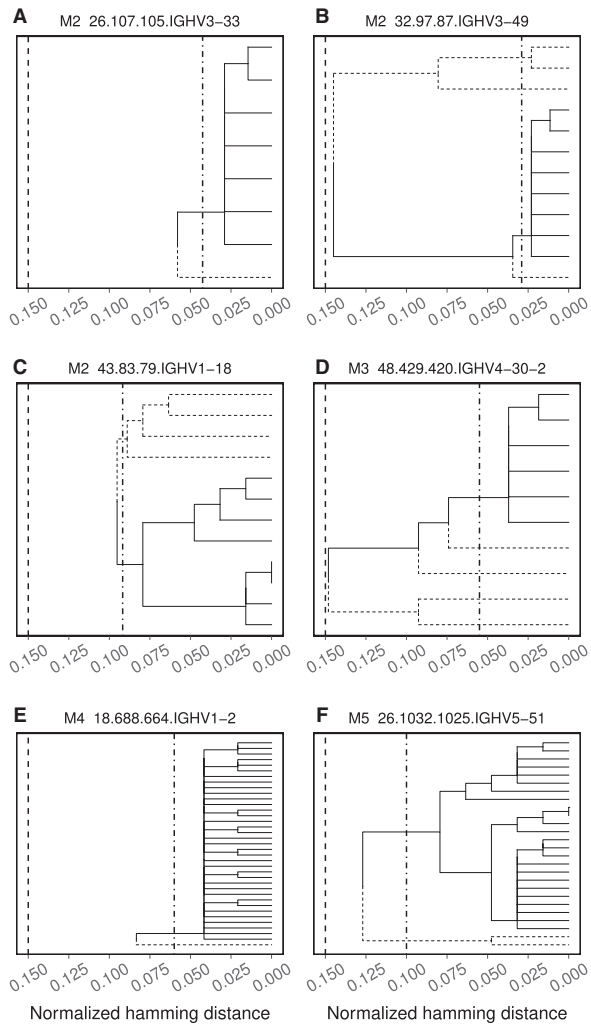 A M2 26.107.105.IGHV3−33
B M2 32.97.87.IGHV3−49
0.150 0.125 0.100 0.075 0.050 0.025 0.000
0.150 0.125 0.100 0.075 0.050 0.025 0.000
C M2 43.83.79.IGHV1−18
D M3 48.429.420.IGHV4−30−2
0.150 0.125 0.100 0.075 0.050 0.025 0.000
0.150 0.125 0.100 0.075 0.050 0.025 0.000
E M4 18.688.664.IGHV1−2
F M5 26.1032.1025.IGHV5−51
0.150 0.125 0.100 0.075 0.050 0.025 0.000
0.150 0.125 0.100 0.075 0.050 0.025 0.000
Normalized hamming distance
Normalized hamming distance